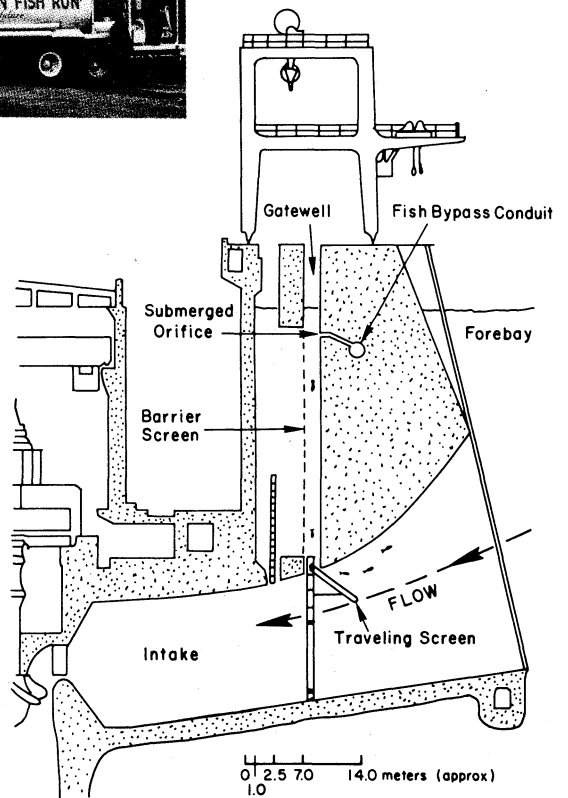 N FISH RUN
Gatewell
Fish Bypass Conduit
Submerged
Orifice
Forebay
Barrier
Screen
FLOW
Traveling Screen
Intake
0 2.5 7.0 14.0 meters (approx)
1.0